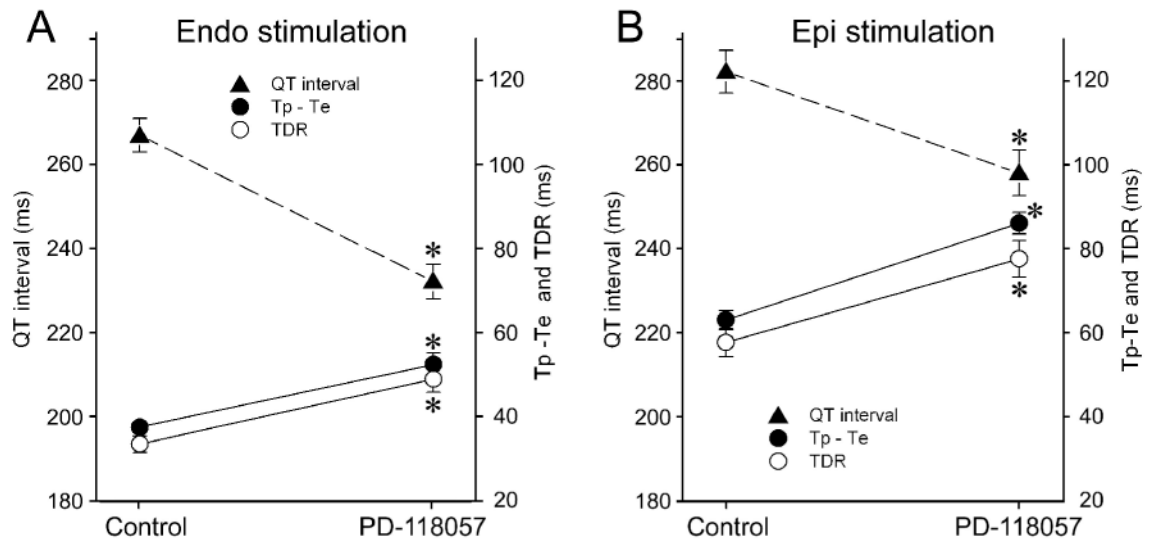 A
Endo stimulation
QT interval
Tp - Te
TDR
QT interval (ms)
280
260
240
220
200
180
120
100
80
60
40
20
Tp -Te and TDR (ms)
*
*
*
Control
PD-118057
B
Epi stimulation
QT interval
Tp - Te
TDR
QT interval (ms)
280
260
240
220
200
180
120
100
80
60
40
20
Tp-Te and TDR (ms)
*
*
*
Control
PD-118057